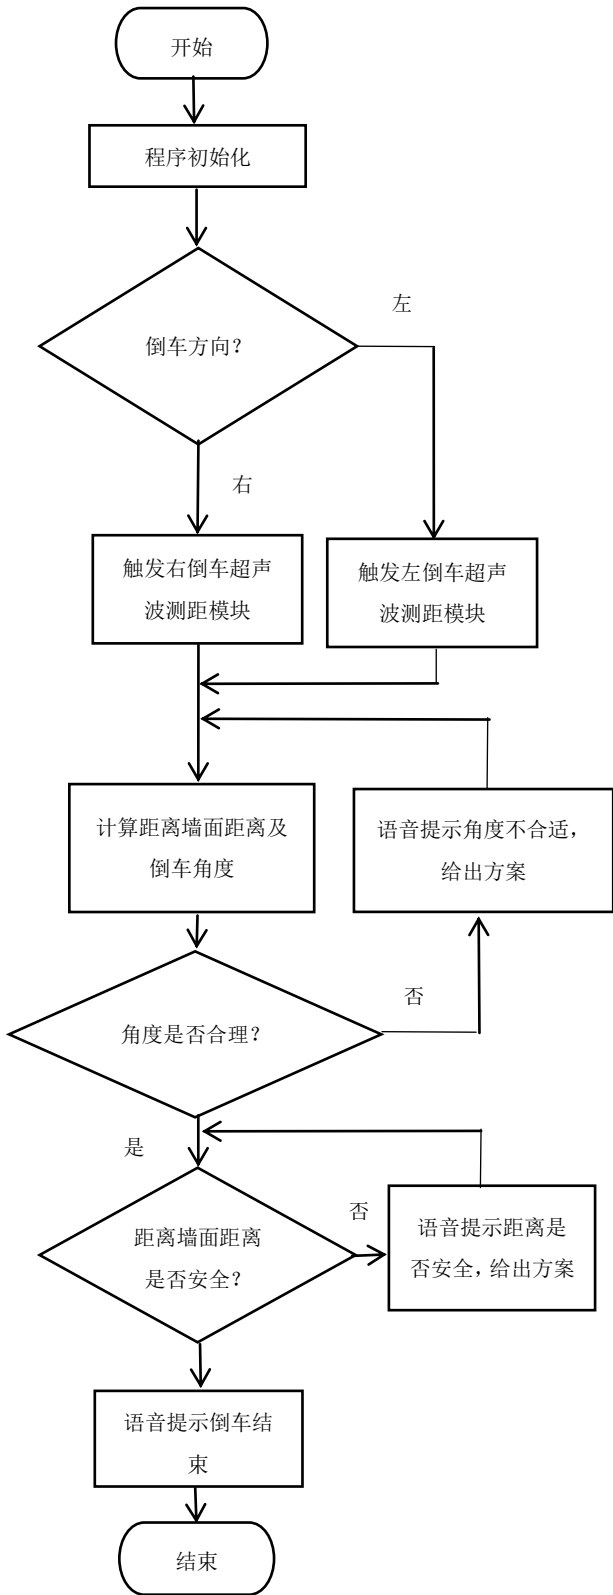 开始
程序初始化
左
倒车方向？
右
触发右倒车超声
波测距模块
触发左倒车超声
波测距模块
计算距离墙面距离及
倒车角度
语音提示角度不合适，
给出方案
否
角度是否合理？
是
否
距离墙面距离
是否安全？
语音提示距离是
否安全，给出方案
语音提示倒车结
束
结束